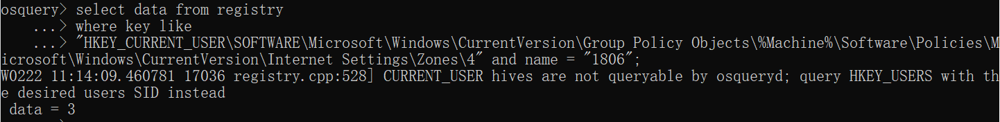 osquery> select data from registry
...> where key like
...> "HKEY_CURRENT_USER\SOFTWARE\Microsoft\Windows\CurrentVersion\Group Policy Objects\%Machine%\Software\Policies\M
icrosoft\Windows\CurrentVersion\Internet Settings\Zones\4" and name = "1806";
W0222 11:14:09.460781 17036 registry.cpp:528] CURRENT_USER hives are not queryable by osqueryd; query HKEY_USERS with th
e desired users SID instead
data = 3